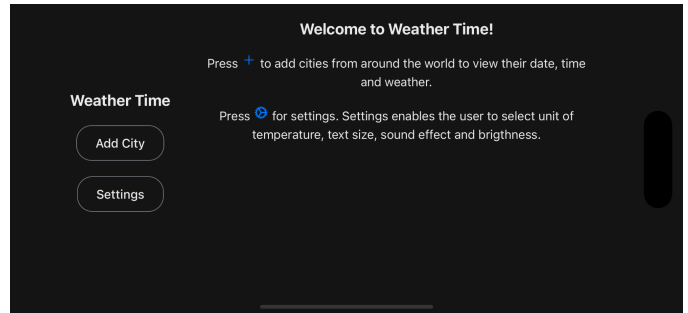 Welcome to Weather Time!
Press + to add cities from around the world to view their date, time
and weather.
Weather Time
Press for settings. Settings enables the user to select unit of
temperature, text size, sound effect and brigthness.
Add City
Settings